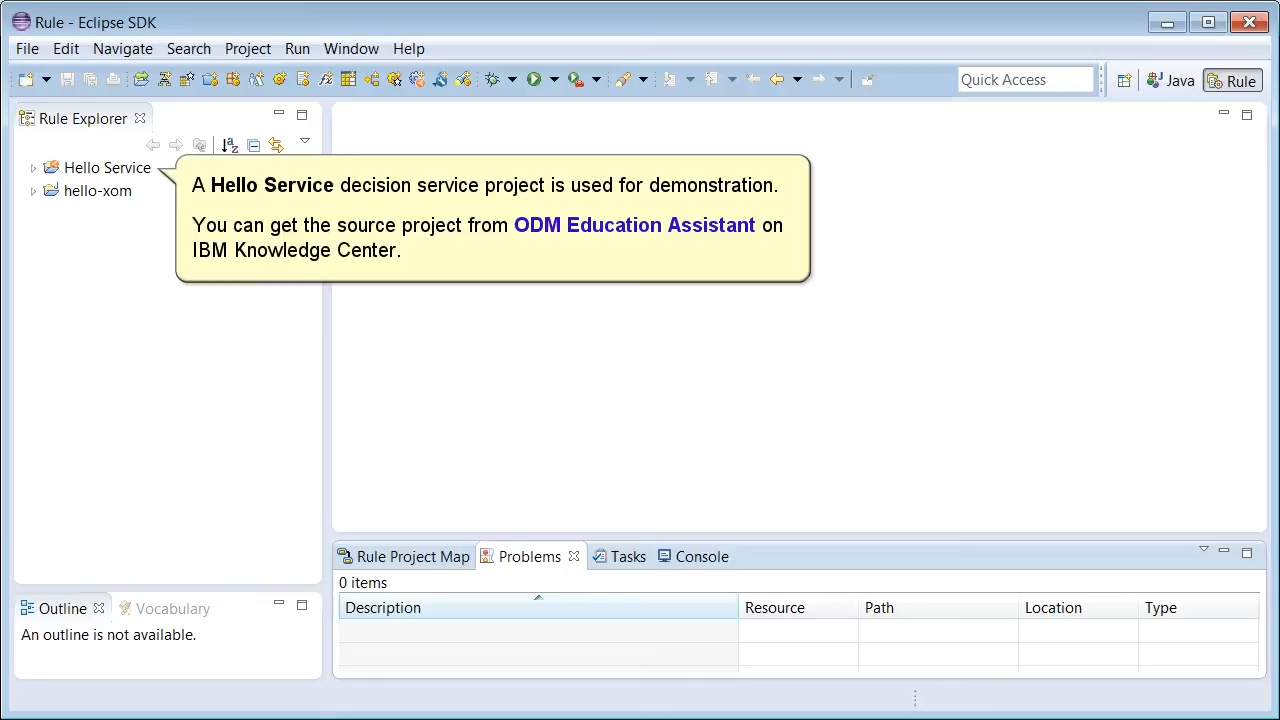 Rule - Eclipse SDK
File Edit Navigate Search Project Run Window Help
Quick Access
Java
Rule
Rule Explorer
Hello Service
hello-xom
A Hello Service decision service project is used for demonstration.
You can get the source project from ODM Education Assistant on
IBM Knowledge Center.
Rule Project Map Problems Tasks Console
0 items
Description Resource Path Location Type
Outline Vocabulary
An outline is not available.